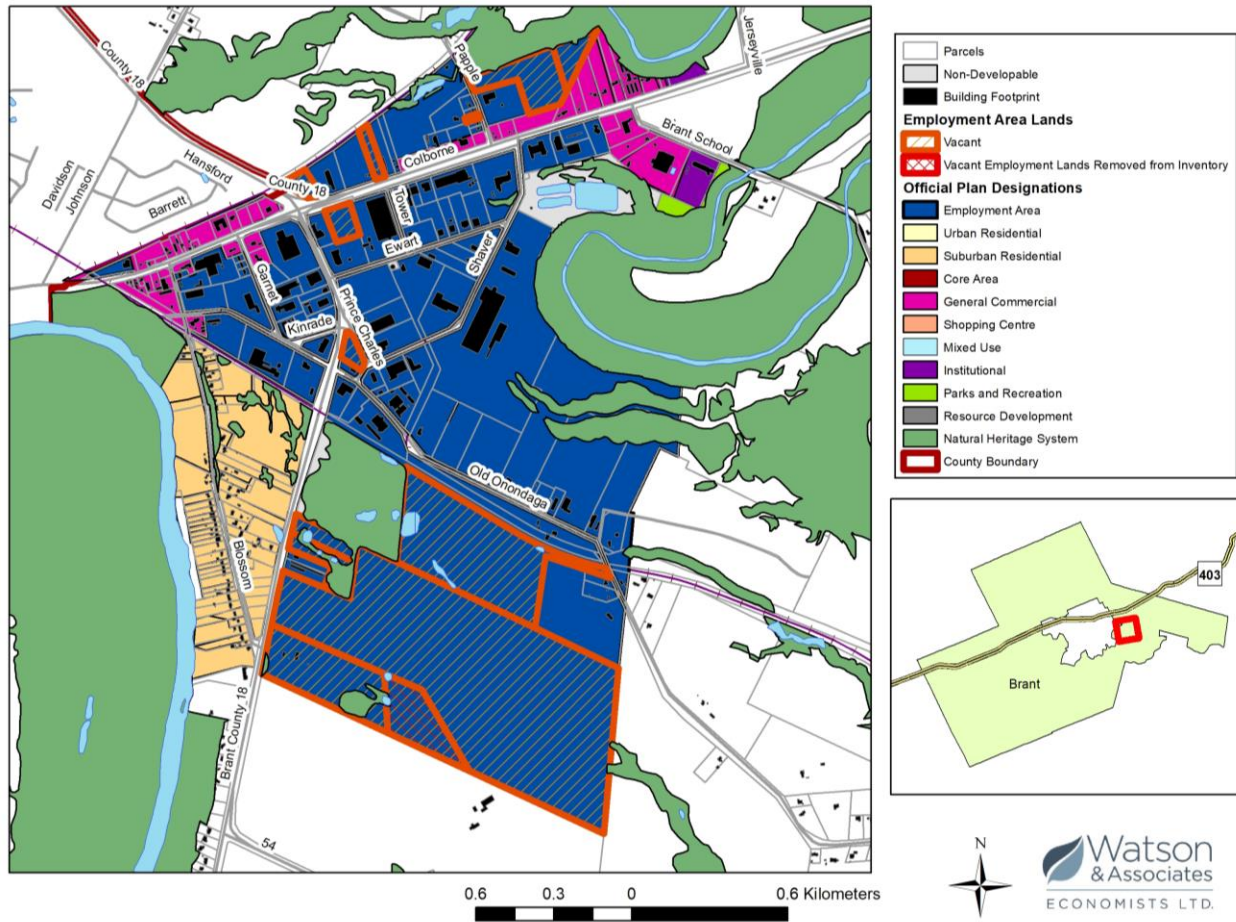 County 18
Papple
Jerseyville
Brant School
Colborne
Hansford
County 18
Davidson
Johnson
Barrett
Tower
Ewart
Shaver
Garnet
Prince Charles
Kinrade
Old Onondaga
Blossom
Brant County 18
54
Parcels
Non-Developable
Building Footprint
Employment Area Lands
Vacant
Vacant Employment Lands Removed from Inventory
Official Plan Designations
Employment Area
Urban Residential
Suburban Residential
Core Area
General Commercial
Shopping Centre
Mixed Use
Institutional
Parks and Recreation
Resource Development
Natural Heritage System
County Boundary
403
Brant
0.6 0.3 0 0.6 Kilometers
N
Watson
& Associates
ECONOMISTS LTD.